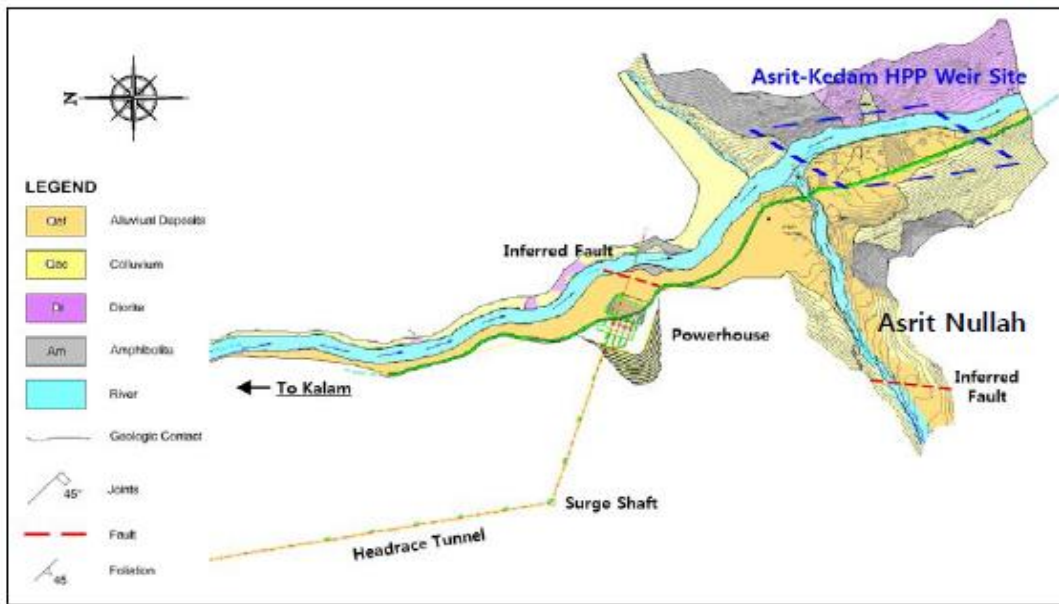 N
Asrit-Kedam HPP Weir Site
LEGEND
Qaf Alluvial Deposits
Qac Colluvium
Di Diorite
Am Amphibolite
River
Geologic Contact
45° Joints
Fault
45 Foliation
Inferred Fault
Powerhouse
Asrit Nullah
Inferred
Fault
To Kalam
Surge Shaft
Headrace Tunnel